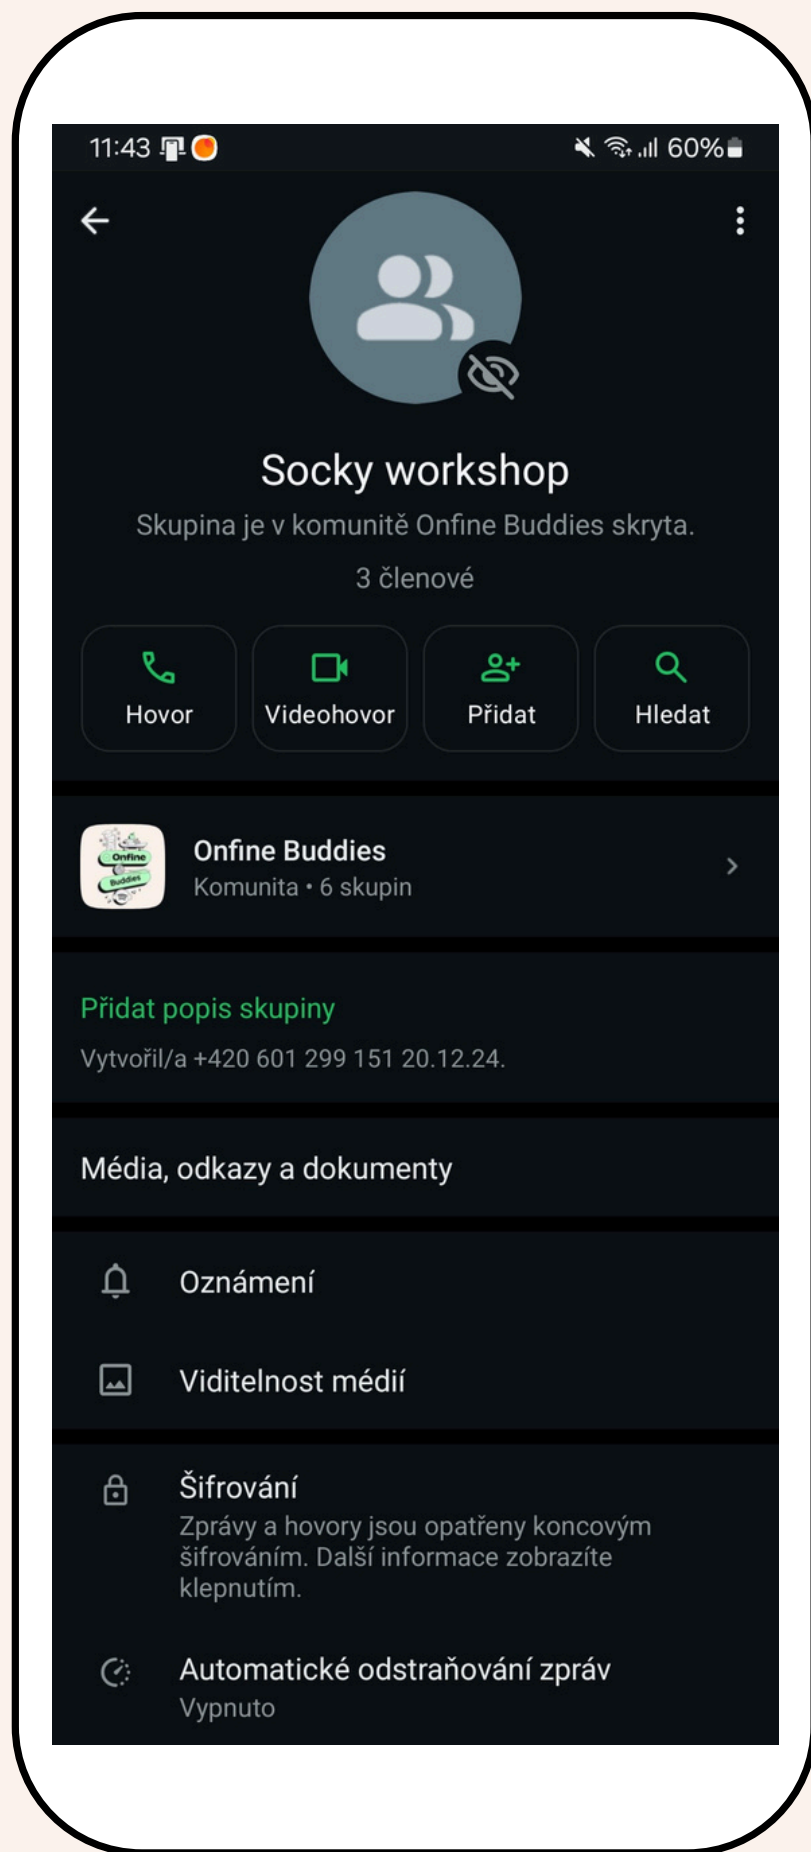 11:43
60%
Socky workshop
Skupina je v komunitě Onfine Buddies skryta.
3 členové
Hovor
Videohovor
Přidat
Hledat
Onfine
Buddies
Onfine Buddies
Komunita • 6 skupin
Přidat popis skupiny
Vytvořil/a +420 601 299 151 20.12.24.
Média, odkazy a dokumenty
Oznámení
Viditelnost médií
Šifrování
Zprávy a hovory jsou opatřeny koncovým
šifrováním. Další informace zobrazíte
klepnutím.
Automatické odstraňování zpráv
Vypnuto